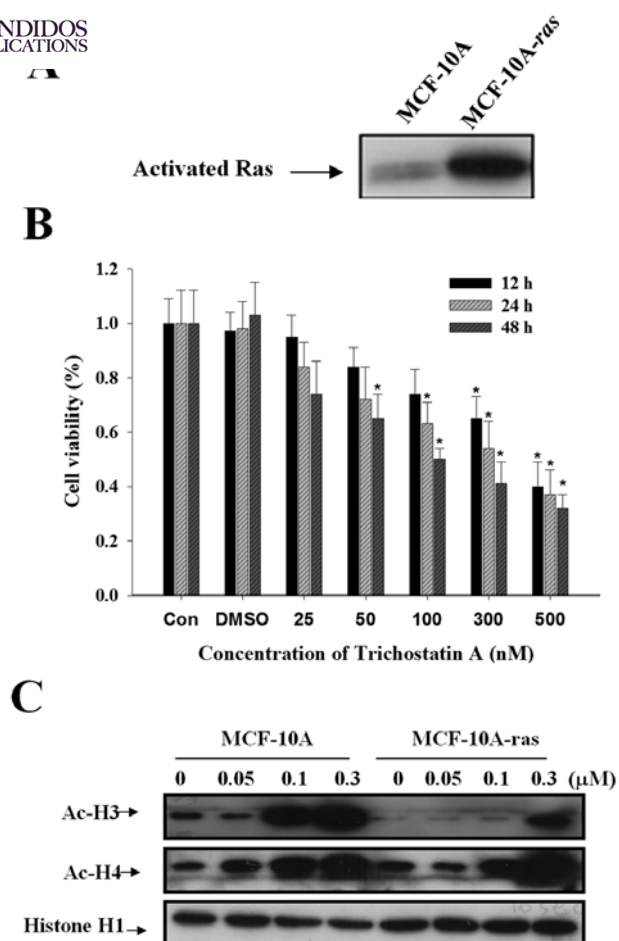 NDIDOS
LICATIONS
A
MCF-10A MCF-10A-ras
Activated Ras
B
1.2
1.0
0.8
0.6
0.4
0.2
0.0
Cell viability (%)
12 h
24 h
48 h
* * * * * * * * *
Con DMSO 25 50 100 300 500
Concentration of Trichostatin A (nM)
C
MCF-10A MCF-10A-ras
0 0.05 0.1 0.3 0 0.05 0.1 0.3 (μM)
Ac-H3
Ac-H4
Histone H1